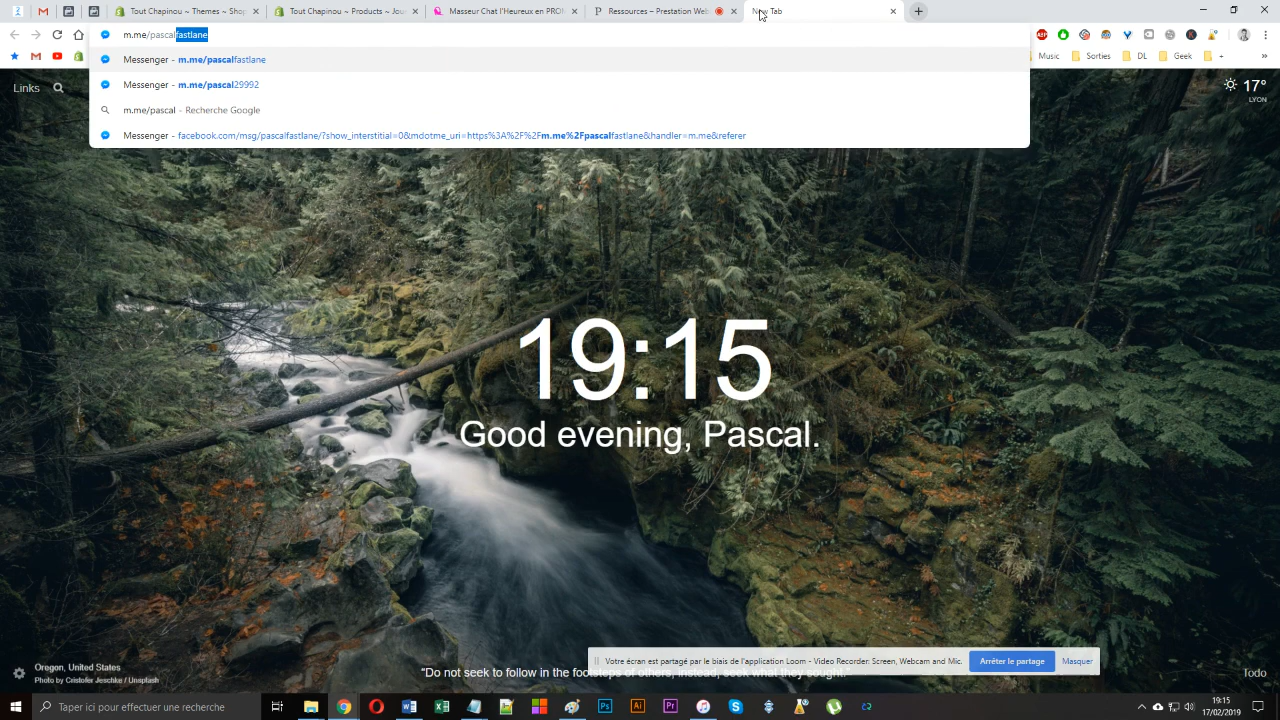 Tout Chapinou ~ Themes ~ Shop
Tout Chapinou ~ Products ~ Jou
Masseur Chat l'Heureux en PROM
Ressources – Prestation Web
New Tab
m.me/pascalfastlane
Messenger - m.me/pascalfastlane
Messenger - m.me/pascal29992
m.me/pascal - Recherche Google
Messenger - facebook.com/msg/pascalfastlane/?show_interstitial=0&mdotme_uri=https%3A%2F%2Fm.me%2Fpascalfastlane&handler=m.me&referer
Music
Sorties
DL
Geek
+
»
Links
17°
LYON
19:15
Good evening, Pascal.
Votre écran est partagé par le biais de l'application Loom - Video Recorder: Screen, Webcam and Mic.
Arrêter le partage
Masquer
Oregon, United States
Photo by Cristofer Jeschke / Unsplash
"Do not seek to follow in the footsteps of others; instead, seek what they sought."
Todo
Taper ici pour effectuer une recherche
Ps
Ai
Pr
19:15
17/02/2019